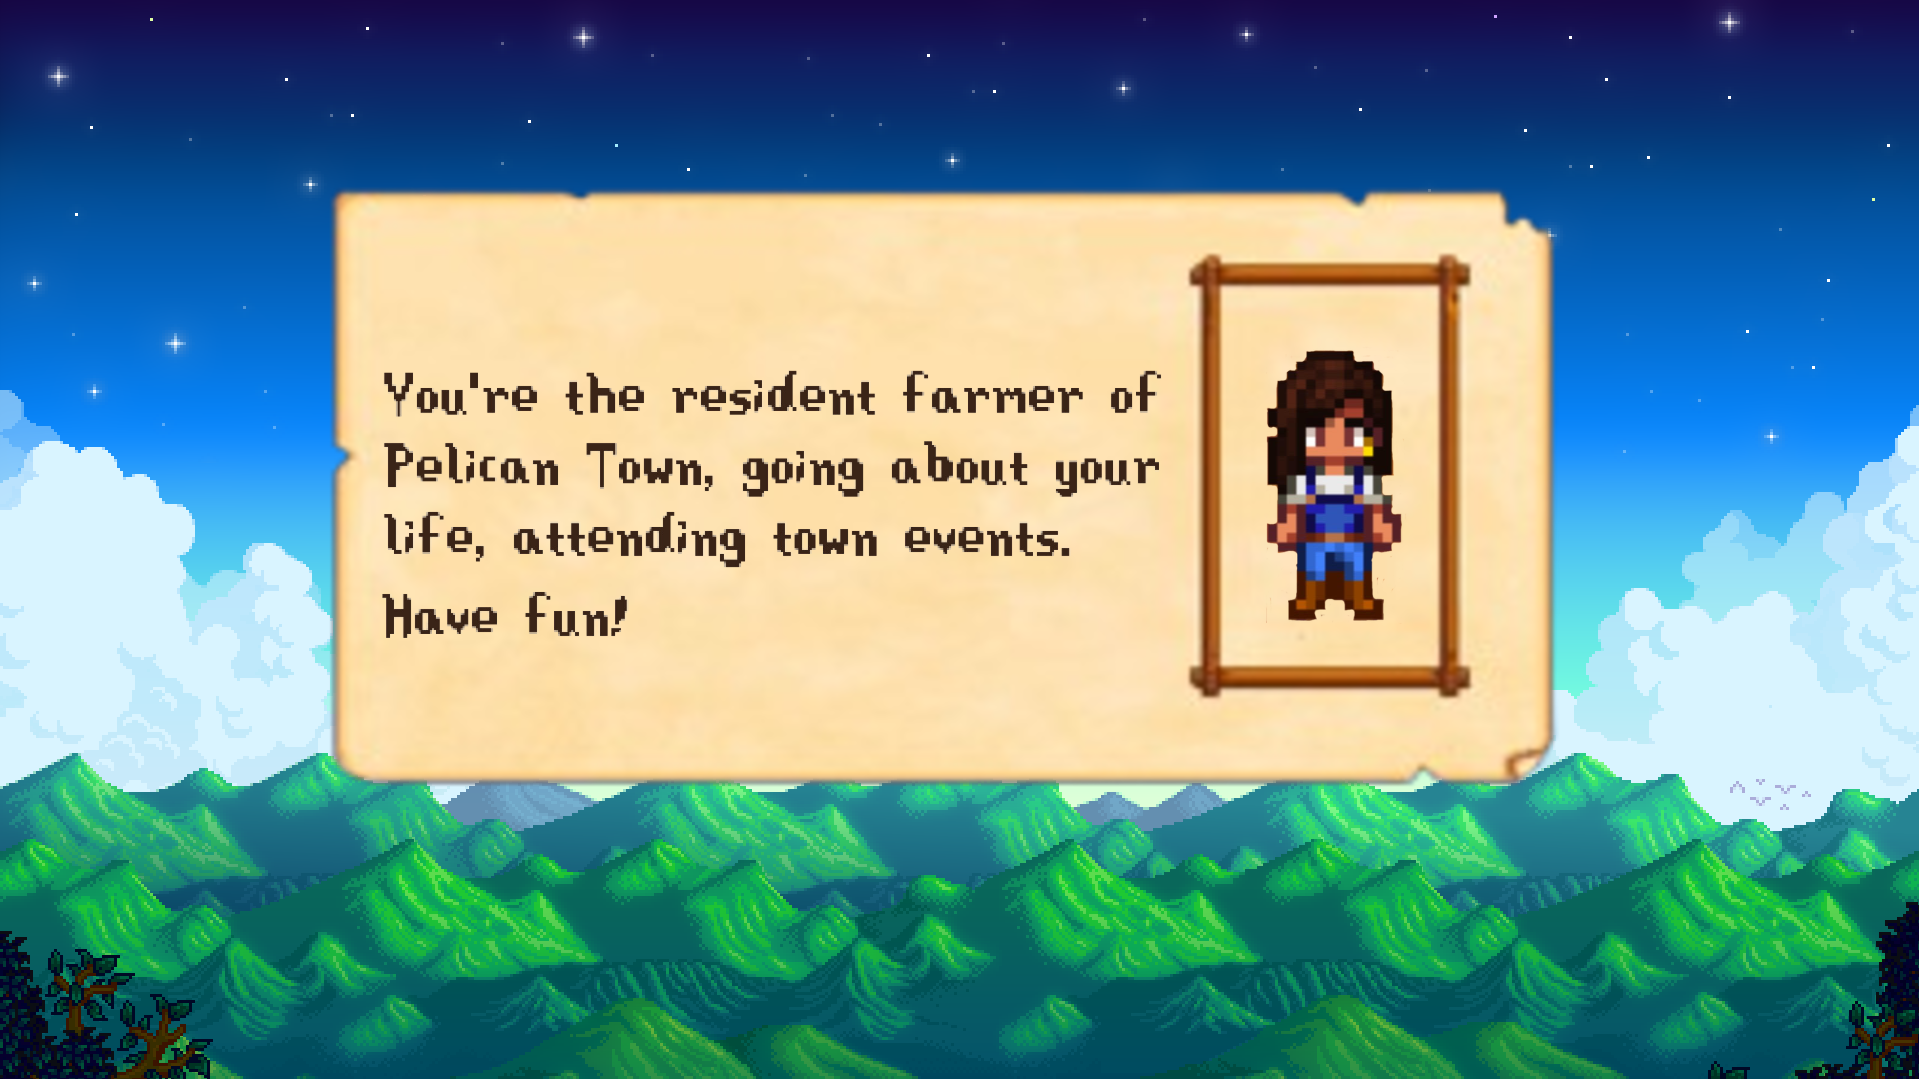 You're the resident farmer of
Pelican Town, going about your
life, attending town events.
Have fun!